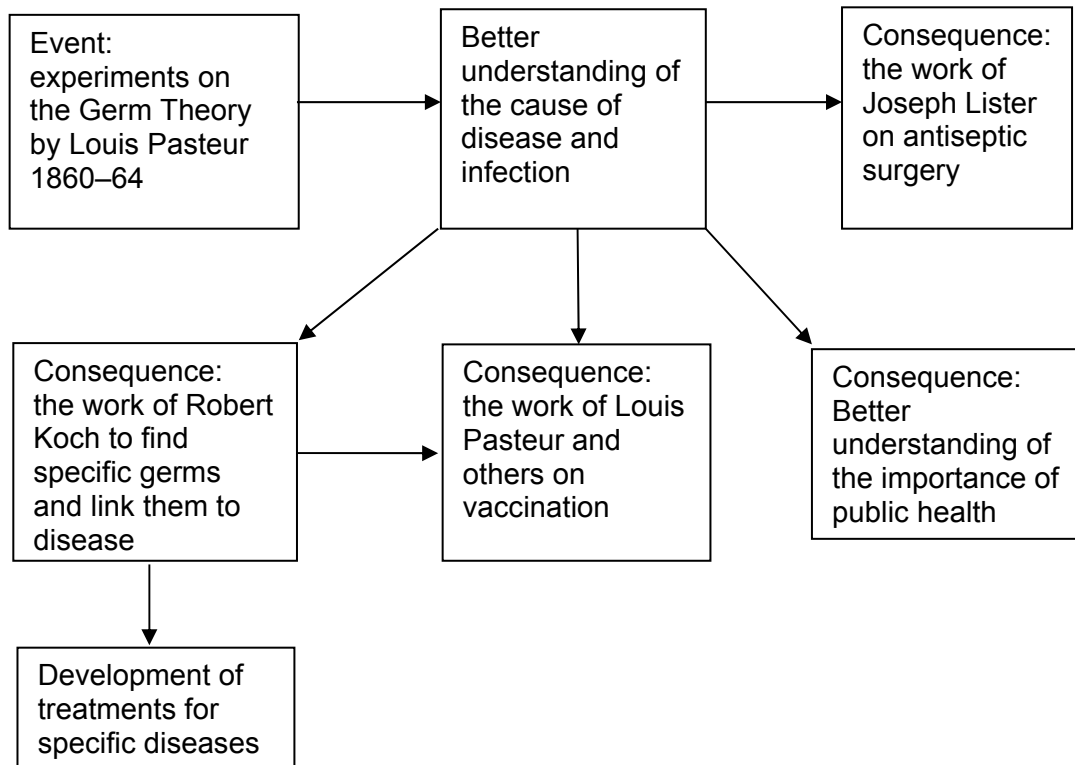 Event:
experiments on
the Germ Theory
by Louis Pasteur
1860–64
Better
understanding of
the cause of
disease and
infection
Consequence:
the work of
Joseph Lister
on antiseptic
surgery
Consequence:
the work of Robert
Koch to find
specific germs
and link them to
disease
Consequence:
the work of Louis
Pasteur and
others on
vaccination
Consequence:
Better
understanding of
the importance of
public health
Development of
treatments for
specific diseases